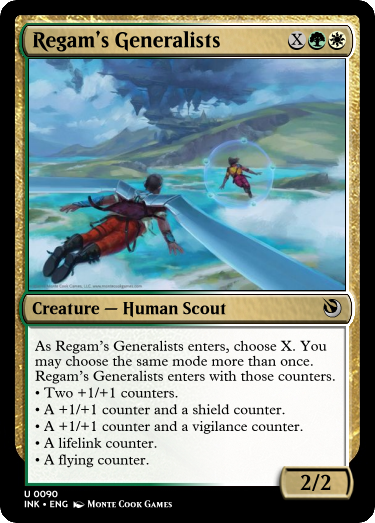 Regam's Generalists X
Creature — Human Scout
As Regam's Generalists enters, choose X. You
may choose the same mode more than once.
Regam's Generalists enters with those counters.
• Two +1/+1 counters.
• A +1/+1 counter and a shield counter.
• A +1/+1 counter and a vigilance counter.
• A lifelink counter.
• A flying counter.
2/2
U 0090
INK • ENG Monte Cook Games